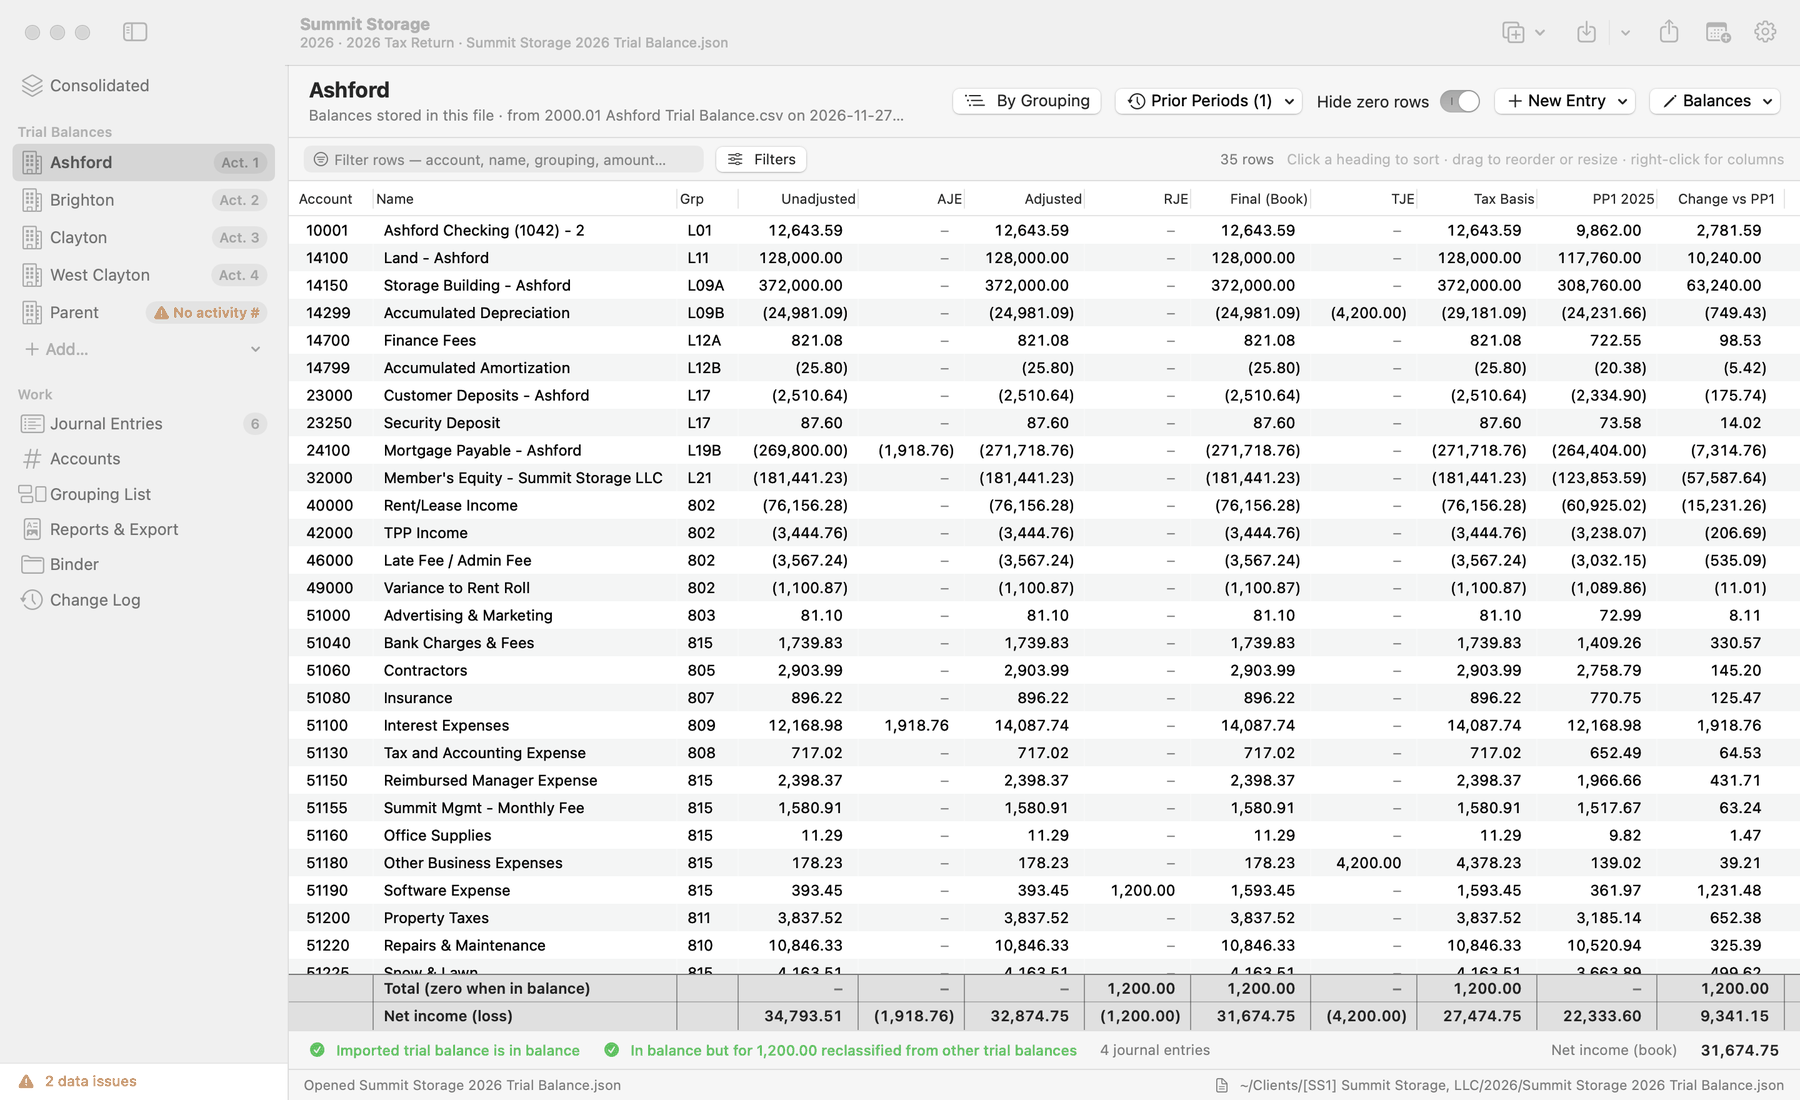 Summit Storage
2026 · 2026 Tax Return · Summit Storage 2026 Trial Balance.json
Consolidated
Trial Balances
Ashford Act. 1
Brighton Act. 2
Clayton Act. 3
West Clayton Act. 4
Parent No activity #
Add...
Work
Journal Entries 6
Accounts
Grouping List
Reports & Export
Binder
Change Log
2 data issues
Ashford
Balances stored in this file · from 2000.01 Ashford Trial Balance.csv on 2026-11-27...
By Grouping Prior Periods (1) Hide zero rows New Entry Balances
Filter rows — account, name, grouping, amount... Filters 35 rows Click a heading to sort · drag to reorder or resize · right-click for columns
Account Name Grp Unadjusted AJE Adjusted RJE Final (Book) TJE Tax Basis PP1 2025 Change vs PP1
10001 Ashford Checking (1042) - 2 L01 12,643.59 – 12,643.59 – 12,643.59 – 12,643.59 9,862.00 2,781.59
14100 Land - Ashford L11 128,000.00 – 128,000.00 – 128,000.00 – 128,000.00 117,760.00 10,240.00
14150 Storage Building - Ashford L09A 372,000.00 – 372,000.00 – 372,000.00 – 372,000.00 308,760.00 63,240.00
14299 Accumulated Depreciation L09B (24,981.09) – (24,981.09) – (24,981.09) (4,200.00) (29,181.09) (24,231.66) (749.43)
14700 Finance Fees L12A 821.08 – 821.08 – 821.08 – 821.08 722.55 98.53
14799 Accumulated Amortization L12B (25.80) – (25.80) – (25.80) – (25.80) (20.38) (5.42)
23000 Customer Deposits - Ashford L17 (2,510.64) – (2,510.64) – (2,510.64) – (2,510.64) (2,334.90) (175.74)
23250 Security Deposit L17 87.60 – 87.60 – 87.60 – 87.60 73.58 14.02
24100 Mortgage Payable - Ashford L19B (269,800.00) (1,918.76) (271,718.76) – (271,718.76) – (271,718.76) (264,404.00) (7,314.76)
32000 Member's Equity - Summit Storage LLC L21 (181,441.23) – (181,441.23) – (181,441.23) – (181,441.23) (123,853.59) (57,587.64)
40000 Rent/Lease Income 802 (76,156.28) – (76,156.28) – (76,156.28) – (76,156.28) (60,925.02) (15,231.26)
42000 TPP Income 802 (3,444.76) – (3,444.76) – (3,444.76) – (3,444.76) (3,238.07) (206.69)
46000 Late Fee / Admin Fee 802 (3,567.24) – (3,567.24) – (3,567.24) – (3,567.24) (3,032.15) (535.09)
49000 Variance to Rent Roll 802 (1,100.87) – (1,100.87) – (1,100.87) – (1,100.87) (1,089.86) (11.01)
51000 Advertising & Marketing 803 81.10 – 81.10 – 81.10 – 81.10 72.99 8.11
51040 Bank Charges & Fees 815 1,739.83 – 1,739.83 – 1,739.83 – 1,739.83 1,409.26 330.57
51060 Contractors 805 2,903.99 – 2,903.99 – 2,903.99 – 2,903.99 2,758.79 145.20
51080 Insurance 807 896.22 – 896.22 – 896.22 – 896.22 770.75 125.47
51100 Interest Expenses 809 12,168.98 1,918.76 14,087.74 – 14,087.74 – 14,087.74 12,168.98 1,918.76
51130 Tax and Accounting Expense 808 717.02 – 717.02 – 717.02 – 717.02 652.49 64.53
51150 Reimbursed Manager Expense 815 2,398.37 – 2,398.37 – 2,398.37 – 2,398.37 1,966.66 431.71
51155 Summit Mgmt - Monthly Fee 815 1,580.91 – 1,580.91 – 1,580.91 – 1,580.91 1,517.67 63.24
51160 Office Supplies 815 11.29 – 11.29 – 11.29 – 11.29 9.82 1.47
51180 Other Business Expenses 815 178.23 – 178.23 – 178.23 4,200.00 4,378.23 139.02 39.21
51190 Software Expense 815 393.45 – 393.45 1,200.00 1,593.45 – 1,593.45 361.97 1,231.48
51200 Property Taxes 811 3,837.52 – 3,837.52 – 3,837.52 – 3,837.52 3,185.14 652.38
51220 Repairs & Maintenance 810 10,846.33 – 10,846.33 – 10,846.33 – 10,846.33 10,520.94 325.39
51225 Snow & Lawn 815 4,163.51 – 4,163.51 – 4,163.51 – 4,163.51 3,663.89 499.62
Total (zero when in balance) – – – 1,200.00 1,200.00 – 1,200.00 – 1,200.00
Net income (loss) 34,793.51 (1,918.76) 32,874.75 (1,200.00) 31,674.75 (4,200.00) 27,474.75 22,333.60 9,341.15
Imported trial balance is in balance In balance but for 1,200.00 reclassified from other trial balances 4 journal entries Net income (book) 31,674.75
Opened Summit Storage 2026 Trial Balance.json ~/Clients/[SS1] Summit Storage, LLC/2026/Summit Storage 2026 Trial Balance.json